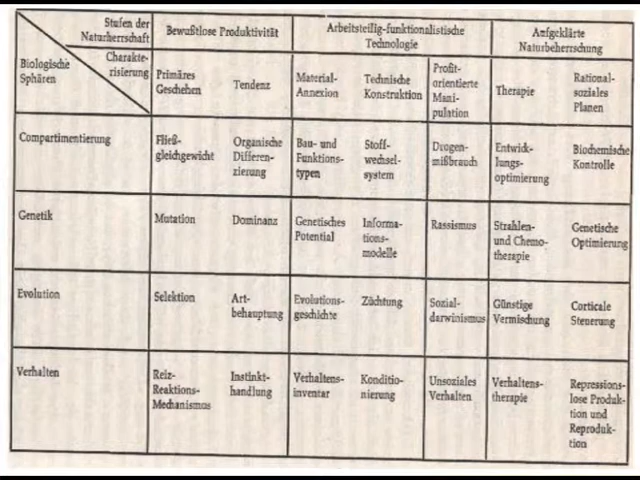 Stufen der
Naturherrschaft
Bewußtlose Produktivität
Arbeitsteilig-funktionalistische
Technologie
Aufgeklärte
Naturbeherrschung
Biologische
Sphären
Charakte-
risierung
Primäres
Geschehen
Tendenz
Material-
Annexion
Technische
Konstruktion
Profit-
orientierte
Mani-
pulation
Therapie
Rational-
soziales
Planen
Compartimentierung
Fließ-
gleichgewicht
Organische
Differen-
zierung
Bau- und
Funktions-
typen
Stoff-
wechsel-
system
Drogen-
mißbrauch
Entwick-
lungs-
optimierung
Biochemische
Kontrolle
Genetik
Mutation
Dominanz
Genetisches
Potential
Informa-
tions-
modelle
Rassismus
Strahlen-
und Chemo-
therapie
Genetische
Optimierung
Evolution
Selektion
Art-
behauptung
Evolutions-
geschichte
Züchtung
Sozial-
darwinismus
Günstige
Vermischung
Corticale
Steuerung
Verhalten
Reiz-
Reaktions-
Mechanismus
Instinkt-
handlung
Verhaltens-
inventar
Konditio-
nierung
Unsoziales
Verhalten
Verhaltens-
therapie
Repressions-
lose Produk-
tion und
Reproduk-
tion